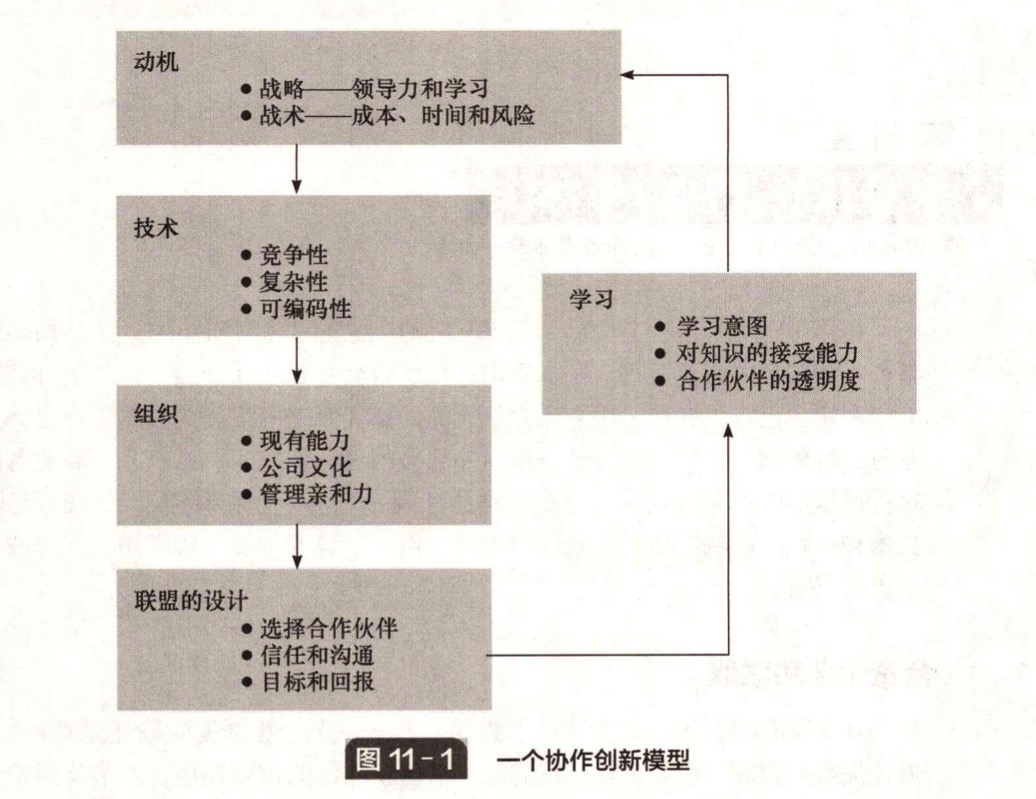 动机
● 战略——领导力和学习
● 战术——成本、时间和风险
技术
● 竞争性
● 复杂性
● 可编码性
组织
● 现有能力
● 公司文化
● 管理亲和力
联盟的设计
● 选择合作伙伴
● 信任和沟通
● 目标和回报
学习
● 学习意图
● 对知识的接受能力
● 合作伙伴的透明度
图 11-1 一个协作创新模型